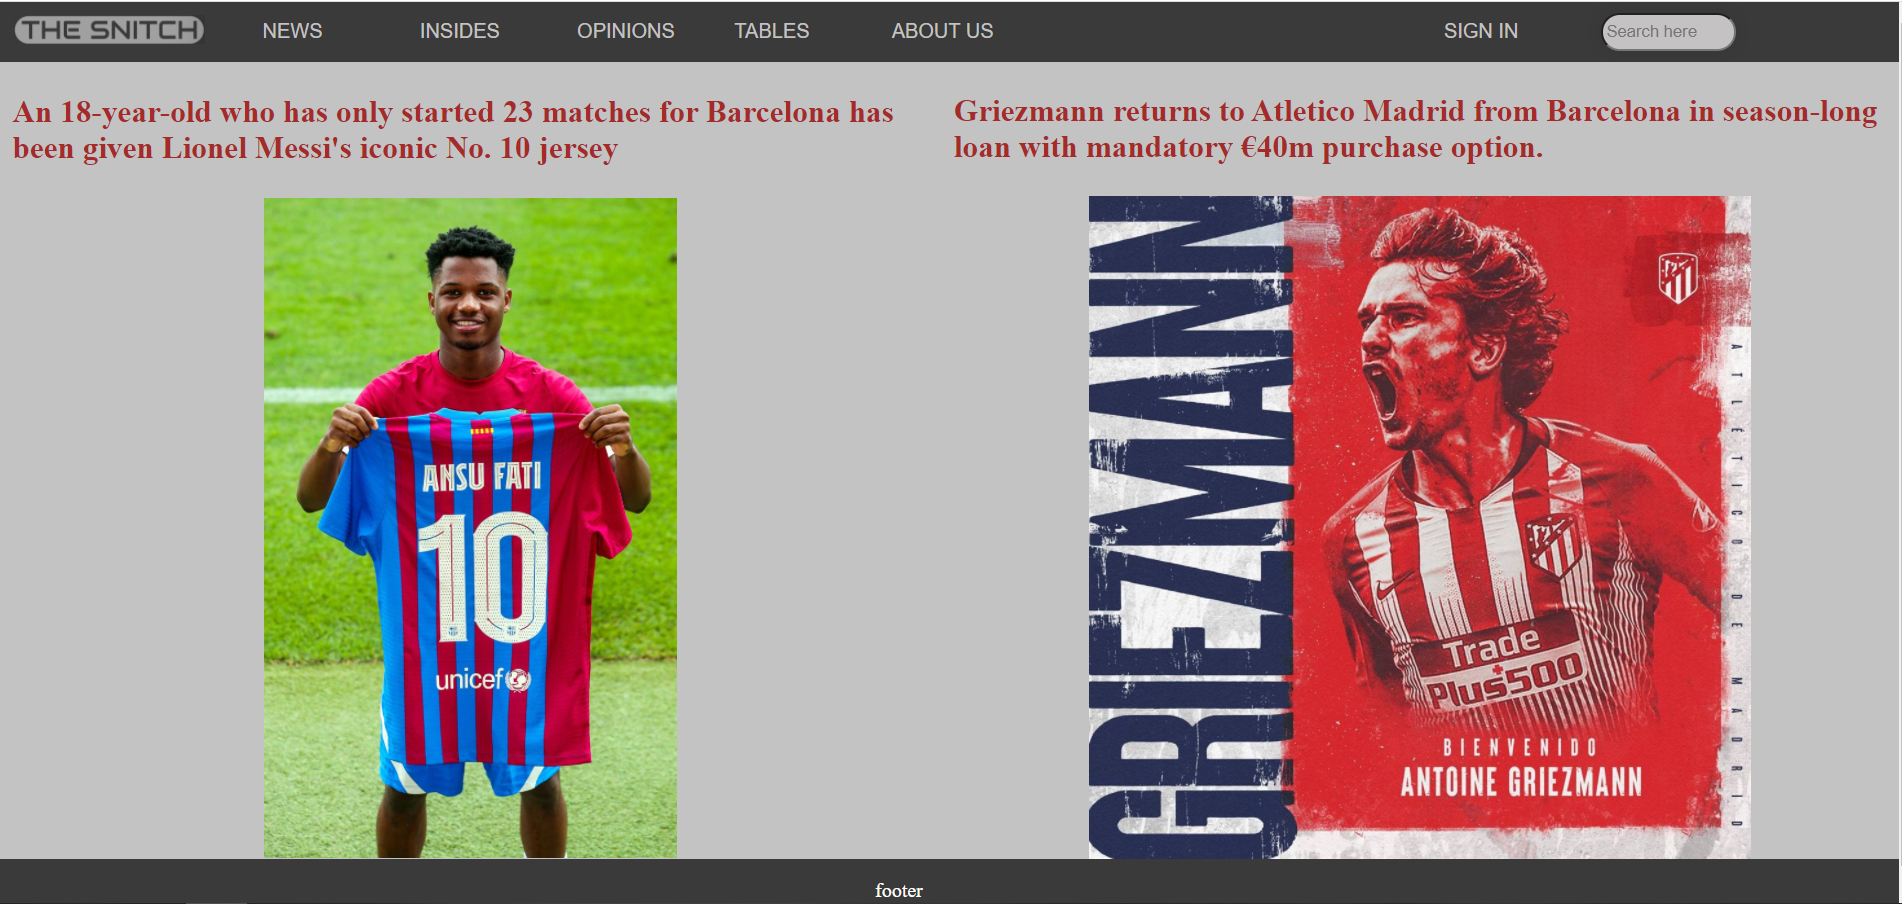 THE SNITCH
NEWS
INSIDES
OPINIONS
TABLES
ABOUT US
SIGN IN
Search here
An 18-year-old who has only started 23 matches for Barcelona has
been given Lionel Messi's iconic No. 10 jersey
ANSU FATI
10
unicef
Griezmann returns to Atletico Madrid from Barcelona in season-long
loan with mandatory €40m purchase option.
GRIEZMANN
ATLÉTICO DE MADRID
Trade
Plus500
BIENVENIDO
ANTOINE GRIEZMANN
footer